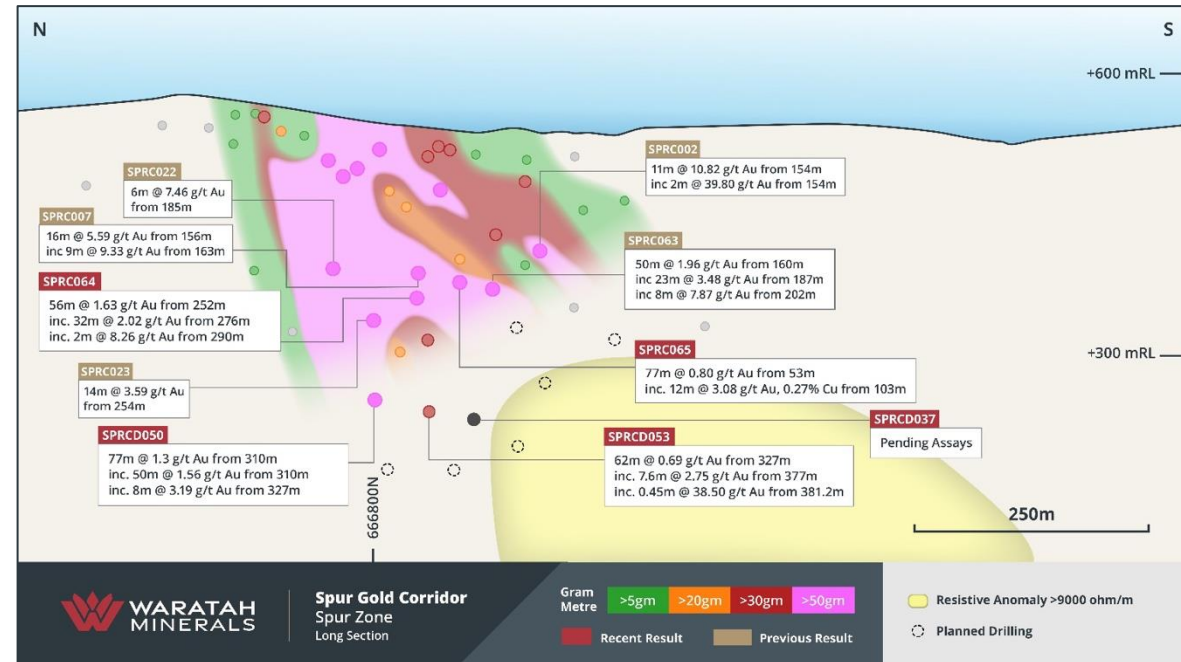 N
S
+600 mRL
SPRC022
6m @ 7.46 g/t Au
from 185m
SPRC002
11m @ 10.82 g/t Au from 154m
inc 2m @ 39.80 g/t Au from 154m
SPRC007
16m @ 5.59 g/t Au from 156m
inc 9m @ 9.33 g/t Au from 163m
SPRC063
50m @ 1.96 g/t Au from 160m
inc 23m @ 3.48 g/t Au from 187m
inc 8m @ 7.87 g/t Au from 202m
SPRC064
56m @ 1.63 g/t Au from 252m
inc. 32m @ 2.02 g/t Au from 276m
inc. 2m @ 8.26 g/t Au from 290m
+300 mRL
SPRC065
77m @ 0.80 g/t Au from 53m
inc. 12m @ 3.08 g/t Au, 0.27% Cu from 103m
SPRC023
14m @ 3.59 g/t Au
from 254m
SPRCD037
Pending Assays
SPRCD050
77m @ 1.3 g/t Au from 310m
inc. 50m @ 1.56 g/t Au from 310m
inc. 8m @ 3.19 g/t Au from 327m
SPRCD053
62m @ 0.69 g/t Au from 327m
inc. 7.6m @ 2.75 g/t Au from 377m
inc. 0.45m @ 38.50 g/t Au from 381.2m
666800N
250m
WARATAH
MINERALS
Spur Gold Corridor
Spur Zone
Long Section
Gram
Metre
>5gm
>20gm
>30gm
>50gm
Recent Result
Previous Result
Resistive Anomaly >9000 ohm/m
Planned Drilling